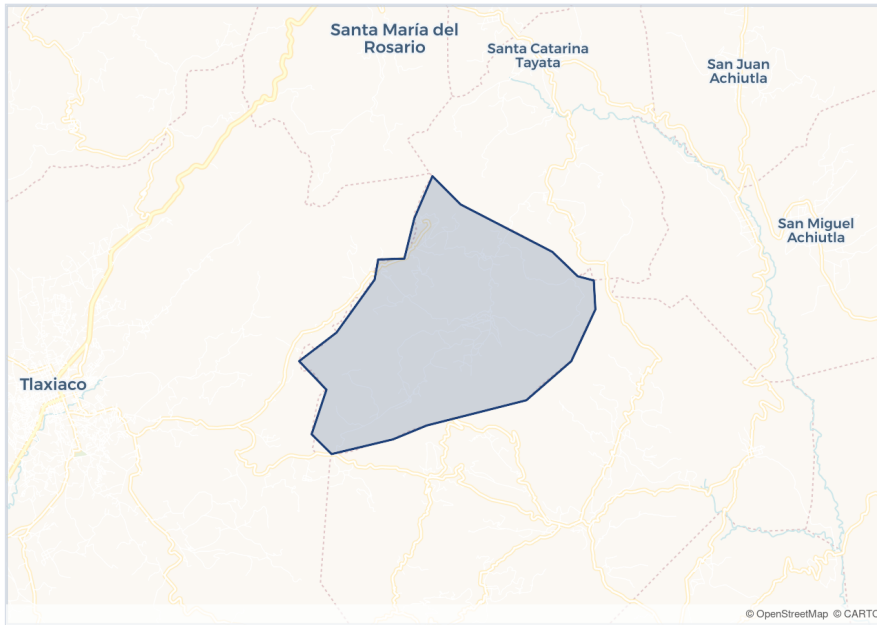 Santa María del
Rosario
Santa Catarina
Tayata
San Juan
Achiutla
San Miguel
Achiutla
Tlaxiaco
© OpenStreetMap © CARTO